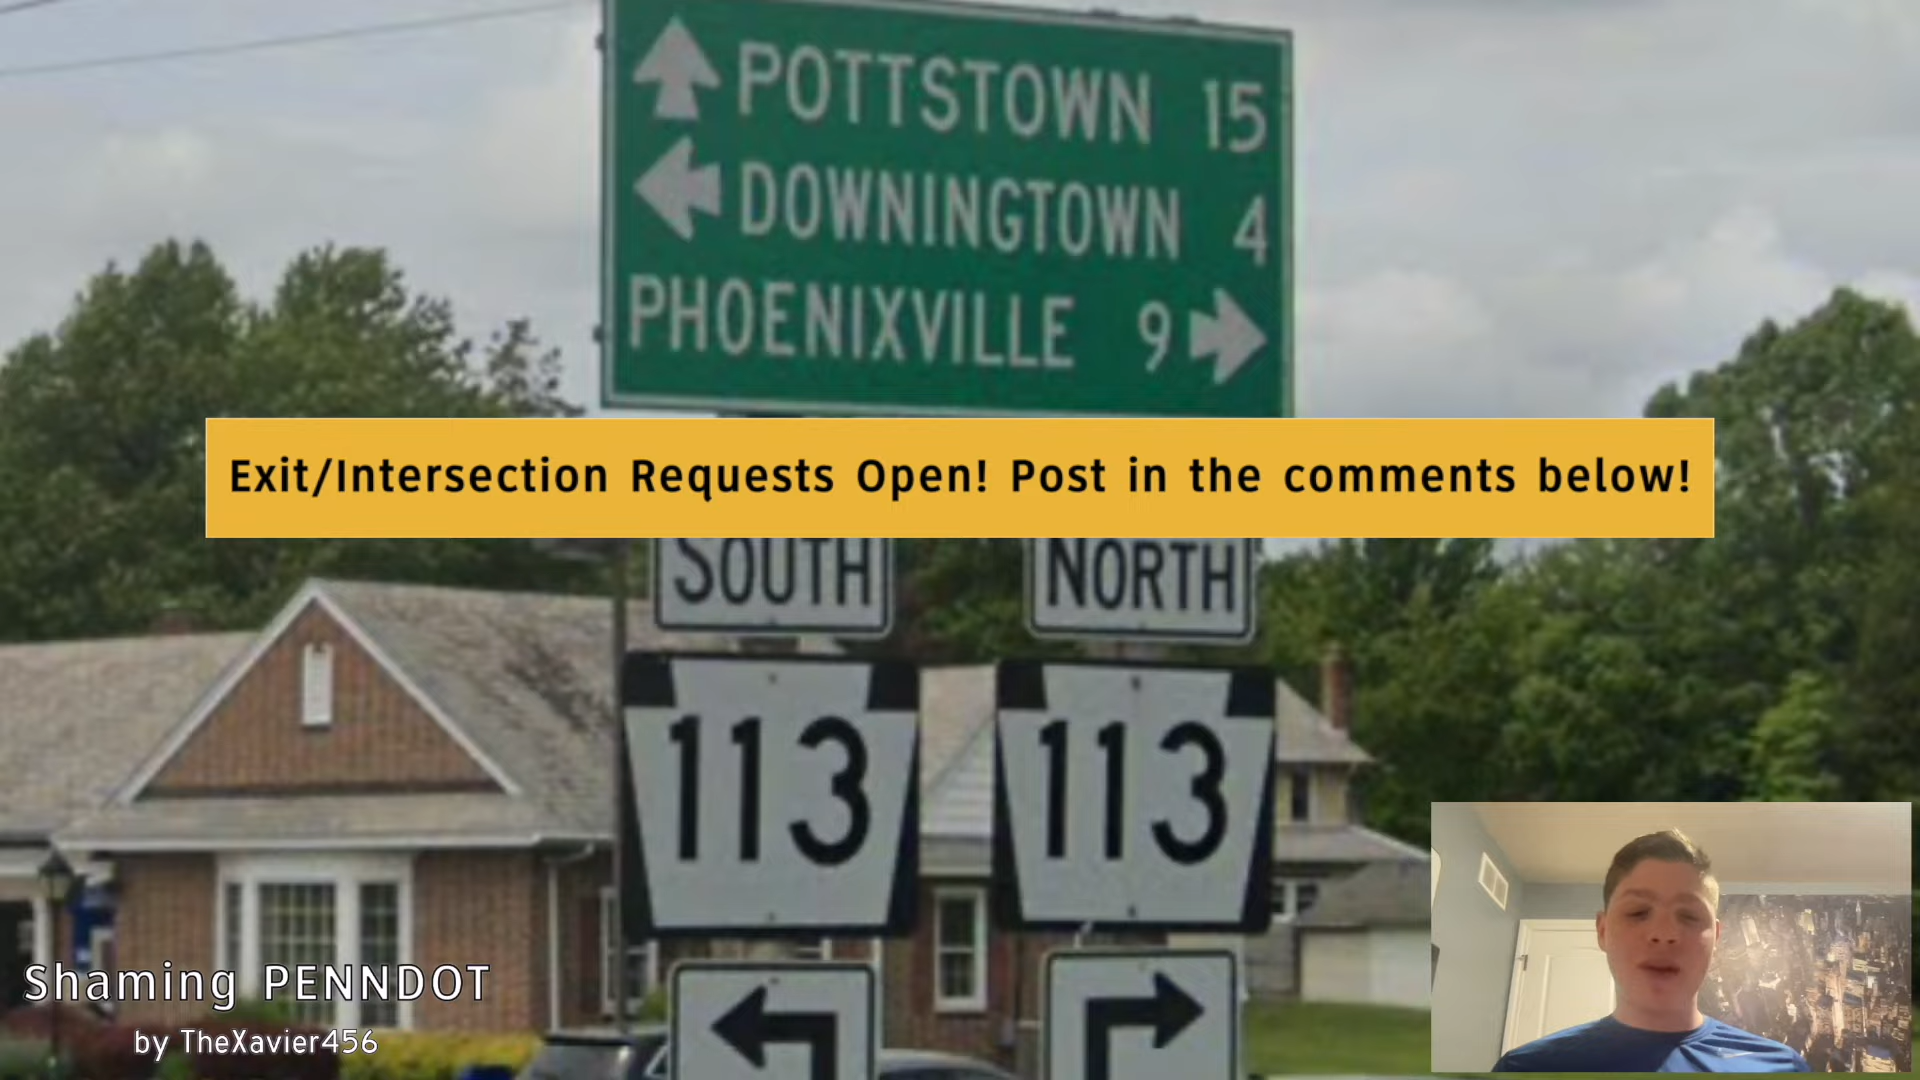 POTTSTOWN 15
DOWNINGTOWN 4
PHOENIXVILLE 9
Exit/Intersection Requests Open! Post in the comments below!
SOUTH NORTH
113 113
Shaming PENNDOT
by TheXavier456